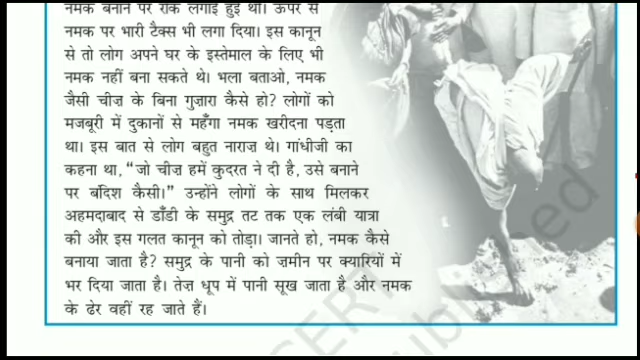 नमक बनाने पर रोक लगाई हुई थी। ऊपर से
नमक पर भारी टैक्स भी लगा दिया। इस कानून
से तो लोग अपने घर के इस्तेमाल के लिए भी
नमक नहीं बना सकते थे। भला बताओ, नमक
जैसी चीज़ के बिना गुज़ारा कैसे हो? लोगों को
मजबूरी में दुकानों से महँगा नमक खरीदना पड़ता
था। इस बात से लोग बहुत नाराज़ थे। गांधीजी का
कहना था, “जो चीज़ हमें कुदरत ने दी है, उसे बनाने
पर बंदिश कैसी।” उन्होंने लोगों के साथ मिलकर
अहमदाबाद से डाँडी के समुद्र तट तक एक लंबी यात्रा
की और इस गलत कानून को तोड़ा। जानते हो, नमक कैसे
बनाया जाता है? समुद्र के पानी को ज़मीन पर क्यारियों में
भर दिया जाता है। तेज़ धूप में पानी सूख जाता है और नमक
के ढेर वहीं रह जाते हैं।